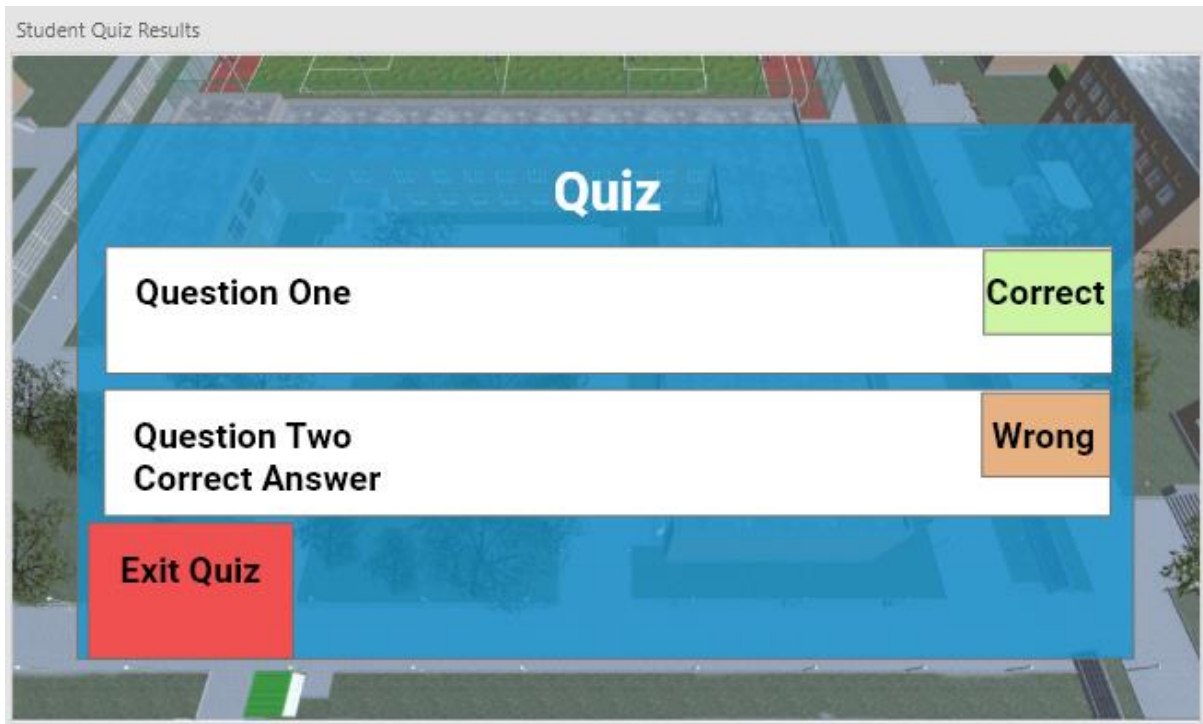 Student Quiz Results
Quiz
Question One
Correct
Question Two
Correct Answer
Wrong
Exit Quiz